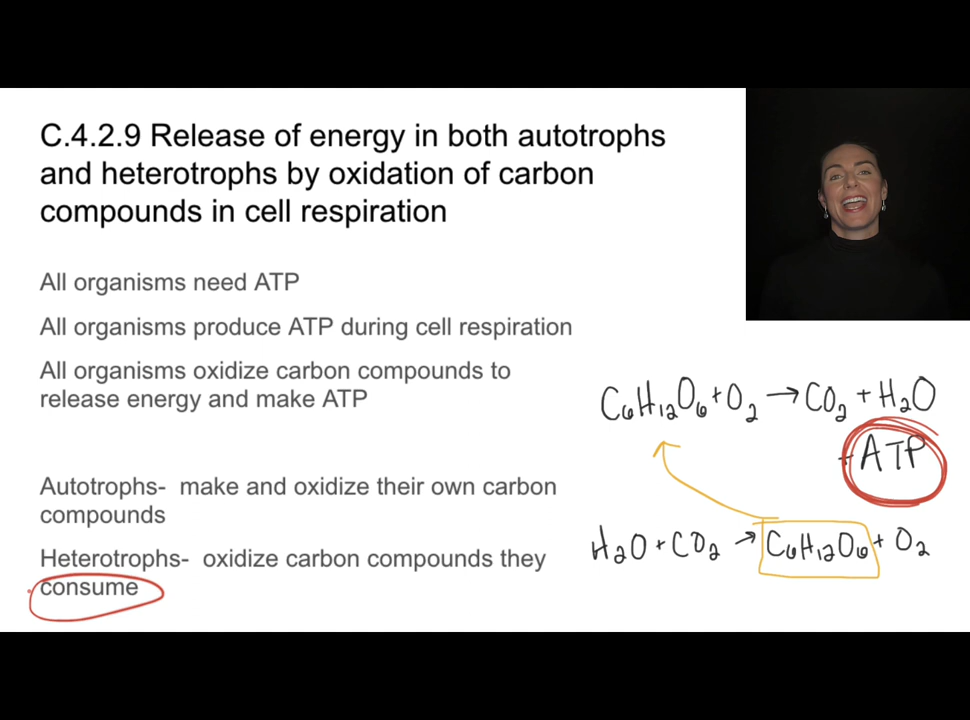 C.4.2.9 Release of energy in both autotrophs
and heterotrophs by oxidation of carbon
compounds in cell respiration
All organisms need ATP
All organisms produce ATP during cell respiration
All organisms oxidize carbon compounds to
release energy and make ATP
Autotrophs- make and oxidize their own carbon
compounds
Heterotrophs- oxidize carbon compounds they
consume
C₆H₁₂O₆ + O₂ → CO₂ + H₂O
+ ATP
H₂O + CO₂ → C₆H₁₂O₆ + O₂